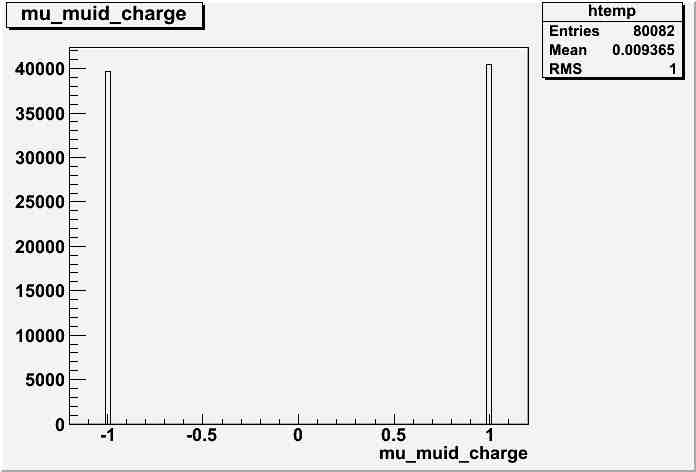 mu_muid_charge
htemp
Entries 80082
Mean 0.009365
RMS 1
40000
35000
30000
25000
20000
15000
10000
5000
0
-1 -0.5 0 0.5 1
mu_muid_charge